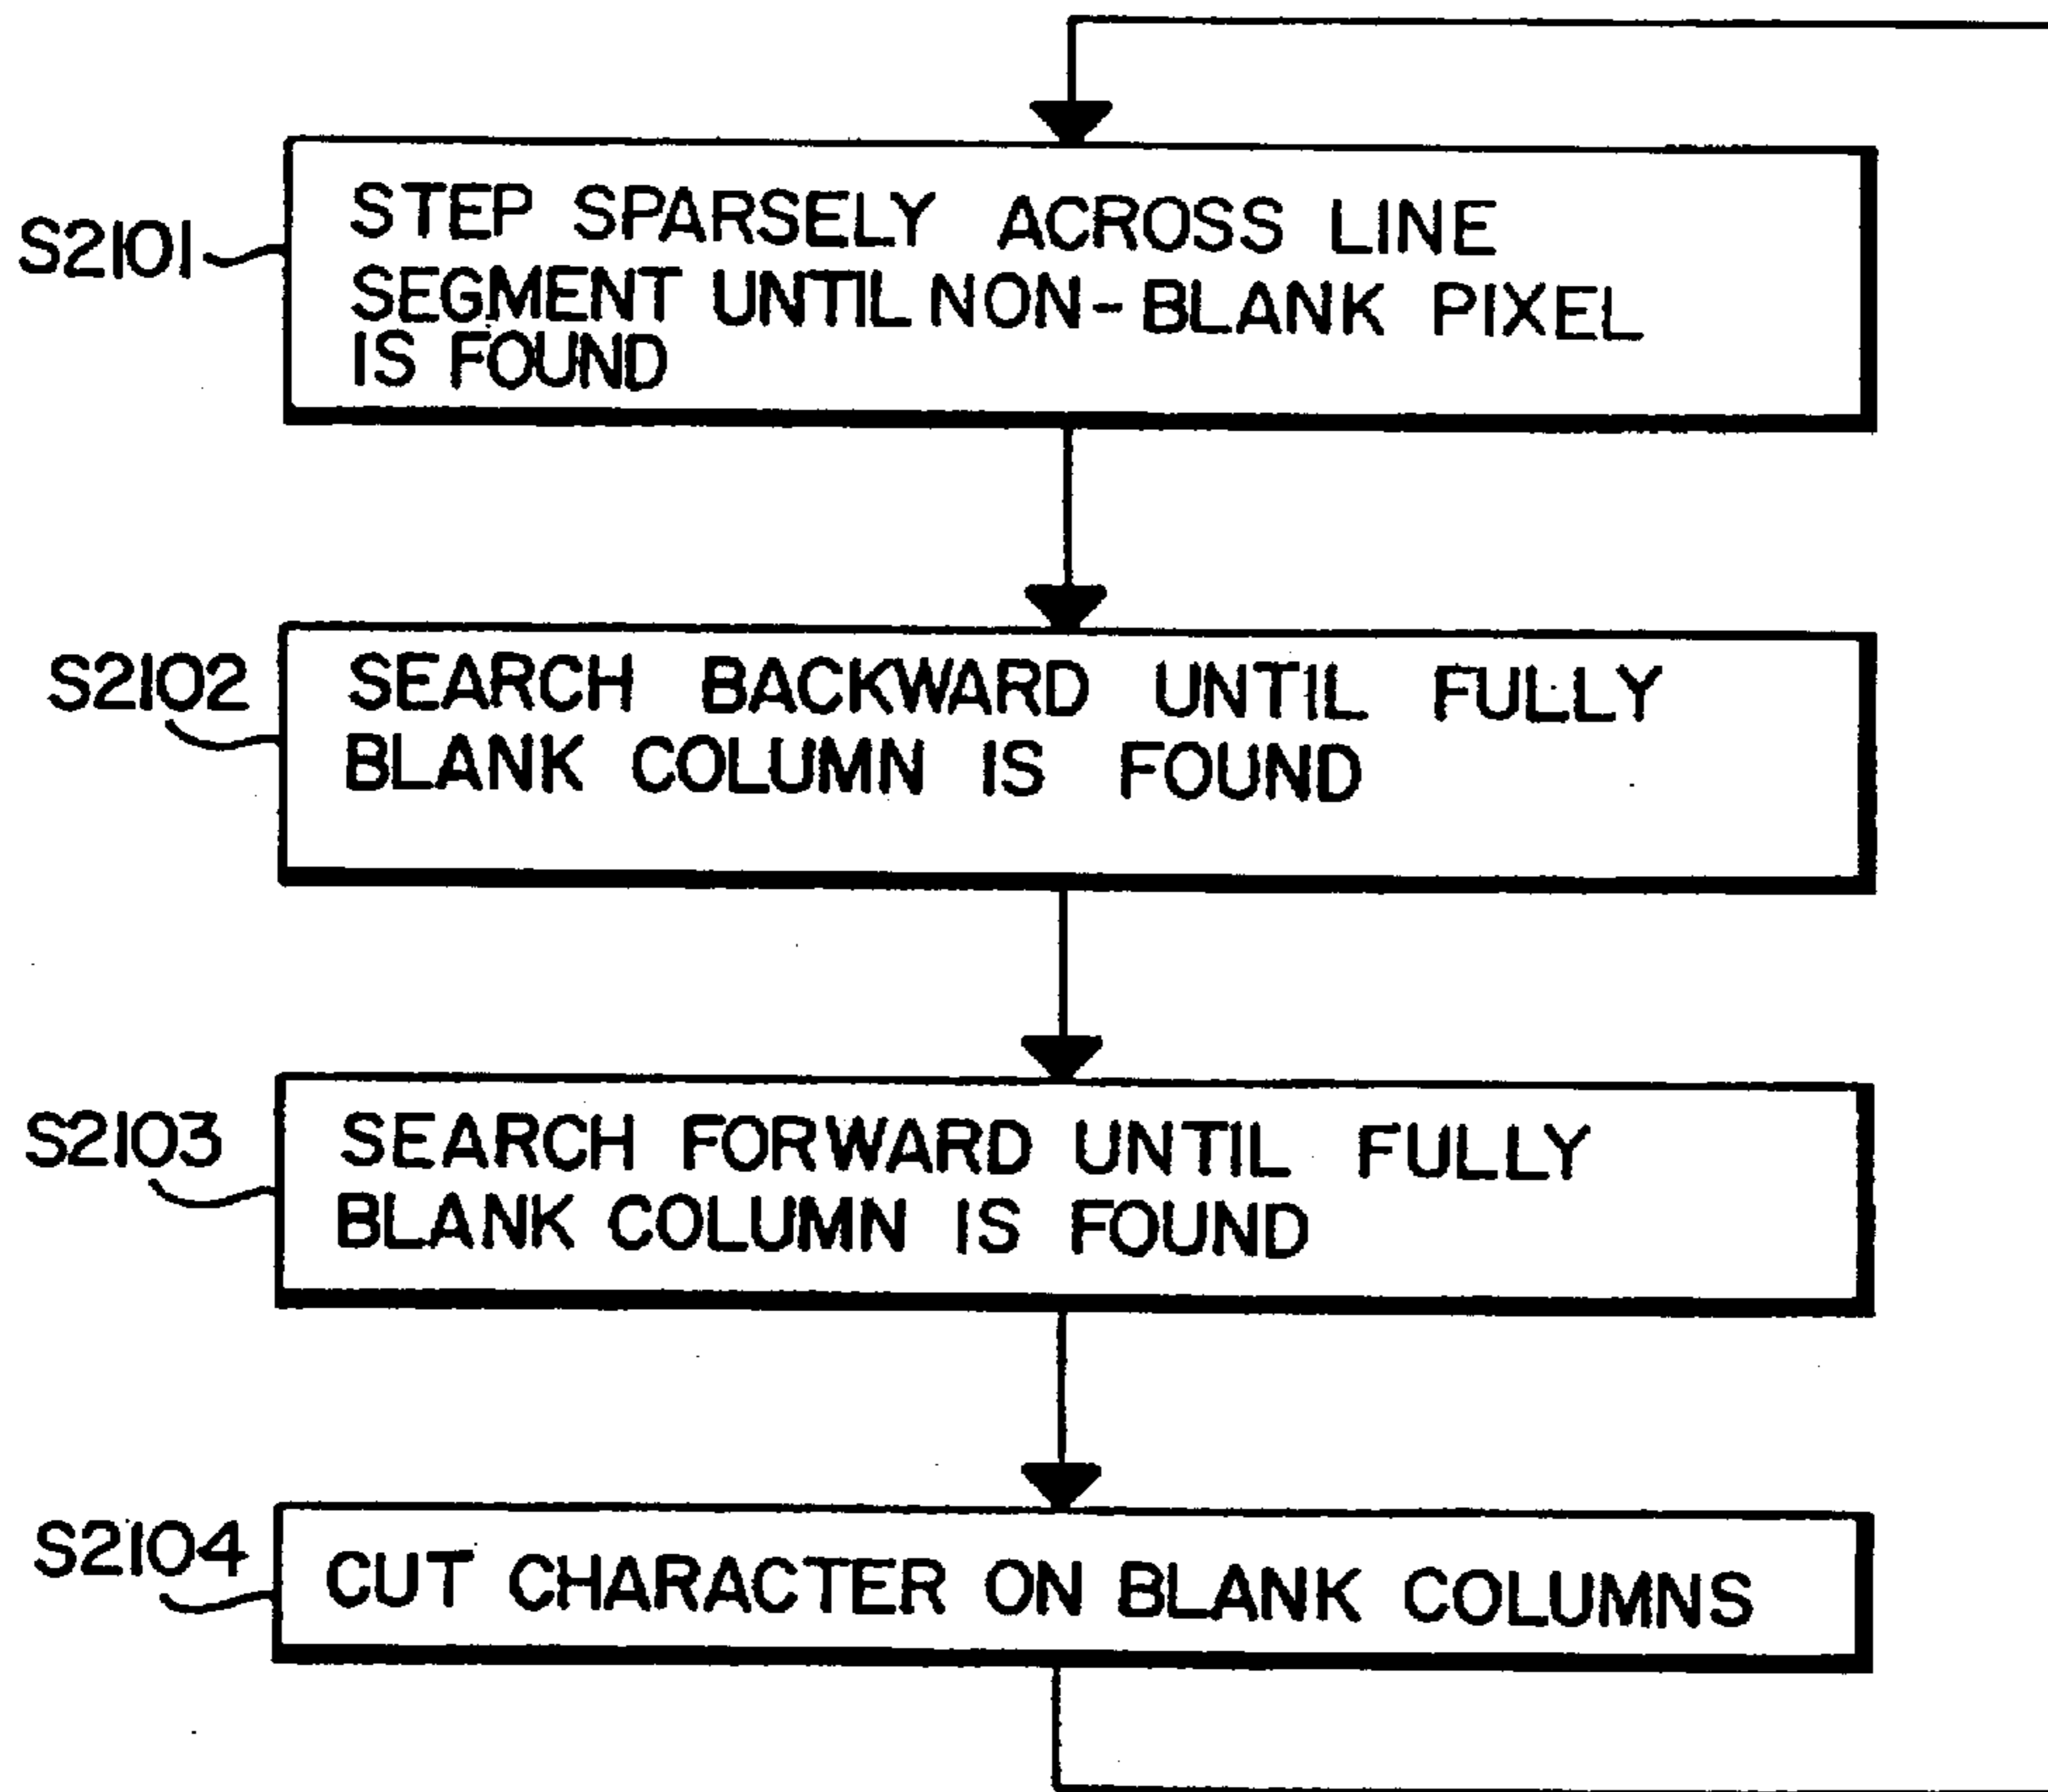 S2101
STEP SPARSELY ACROSS LINE
SEGMENT UNTIL NON-BLANK PIXEL
IS FOUND
S2102
SEARCH BACKWARD UNTIL FULLY
BLANK COLUMN IS FOUND
S2103
SEARCH FORWARD UNTIL FULLY
BLANK COLUMN IS FOUND
S2104
CUT CHARACTER ON BLANK COLUMNS